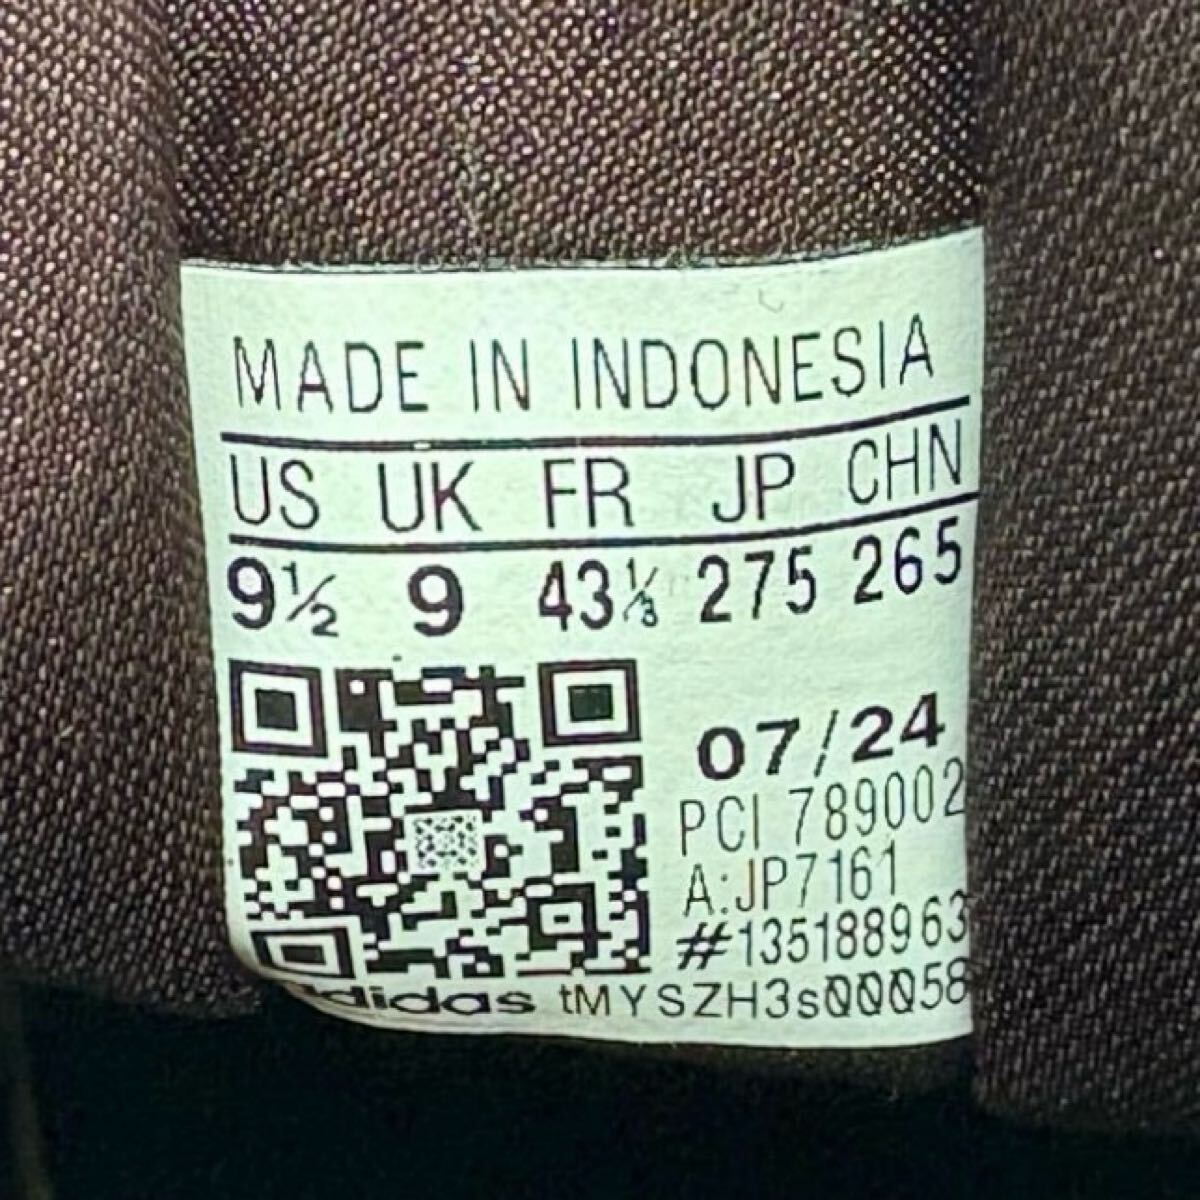 MADE IN INDONESIA
US UK FR JP CHN
9½ 9 43⅓ 275 265
07/24
PCI 789002
A:JP7161
#135188963
adidas tMYSZH3s00058